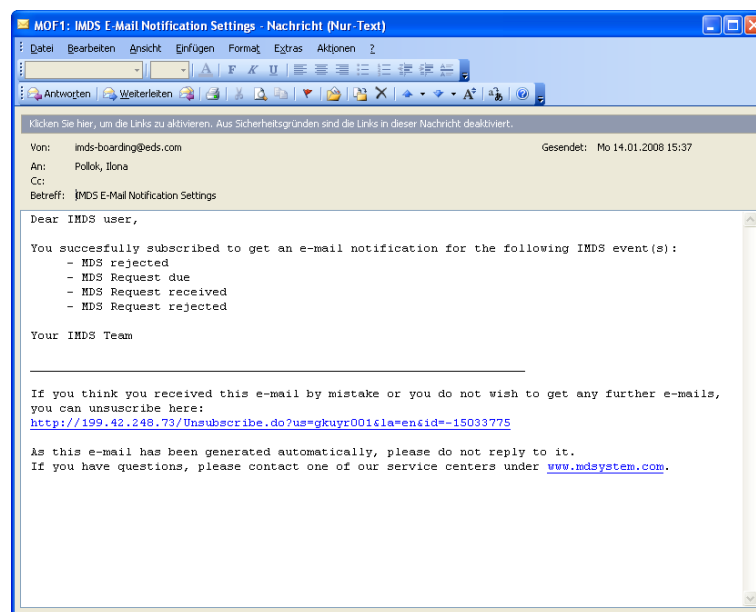 MOF1: IMDS E-Mail Notification Settings - Nachricht (Nur-Text)
Datei Bearbeiten Ansicht Einfügen Format Extras Aktionen ?
A F K U
Antworten Weiterleiten
Klicken Sie hier, um die Links zu aktivieren. Aus Sicherheitsgründen sind die Links in dieser Nachricht deaktiviert.
Von: imds-boarding@eds.com Gesendet: Mo 14.01.2008 15:37
An: Pollok, Ilona
Cc:
Betreff: IMDS E-Mail Notification Settings
Dear IMDS user,
You succesfully subscribed to get an e-mail notification for the following IMDS event(s):
- MDS rejected
- MDS Request due
- MDS Request received
- MDS Request rejected
Your IMDS Team
If you think you received this e-mail by mistake or you do not wish to get any further e-mails,
you can unsuscribe here:
http://199.42.248.73/Unsubscribe.do?us=gkuyr001&la=en&id=-15033775
As this e-mail has been generated automatically, please do not reply to it.
If you have questions, please contact one of our service centers under www.mdsystem.com.